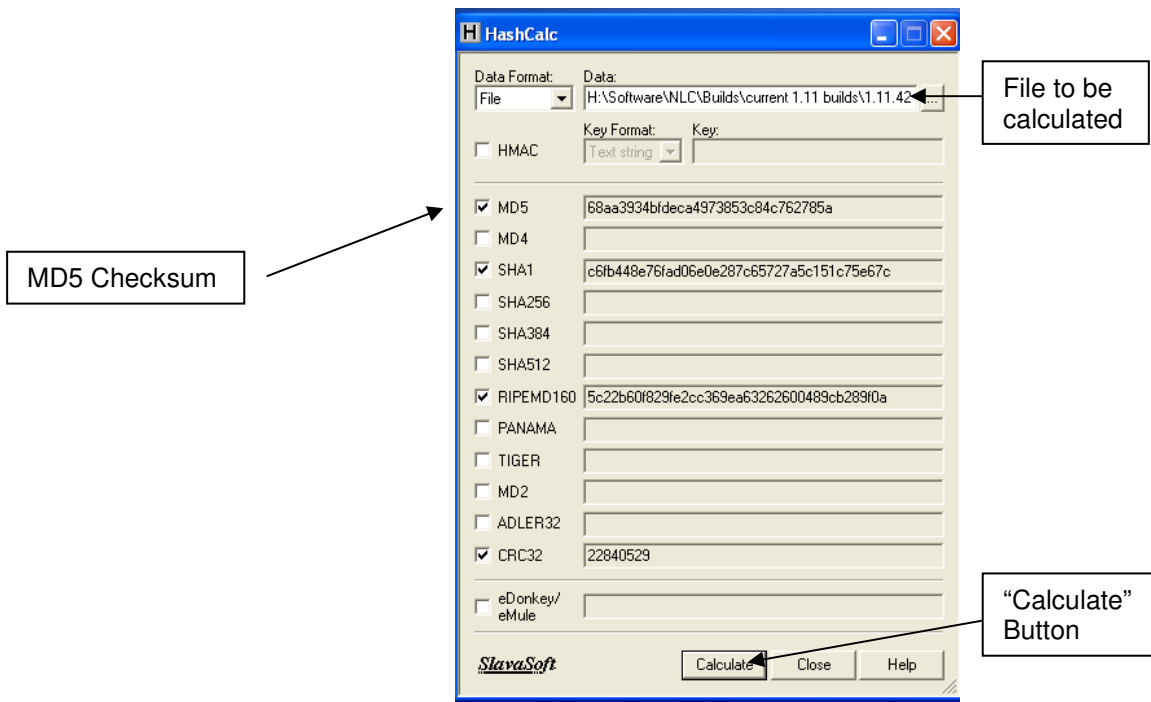 HashCalc
Data Format:
Data:
File
H:\Software\NLC\Builds\current 1.11 builds\1.11.42
...
File to be
calculated
HMAC
Key Format:
Key:
Text string
MD5
68aa3934bfdeca4973853c84c762785a
MD4
MD5 Checksum
SHA1
c6fb448e76fad06e0e287c65727a5c151c75e67c
SHA256
SHA384
SHA512
RIPEMD160
5c22b60f829fe2cc369ea63262600489cb289f0a
PANAMA
TIGER
MD2
ADLER32
CRC32
22840529
eDonkey/
eMule
"Calculate"
Button
SlavaSoft
Calculate
Close
Help